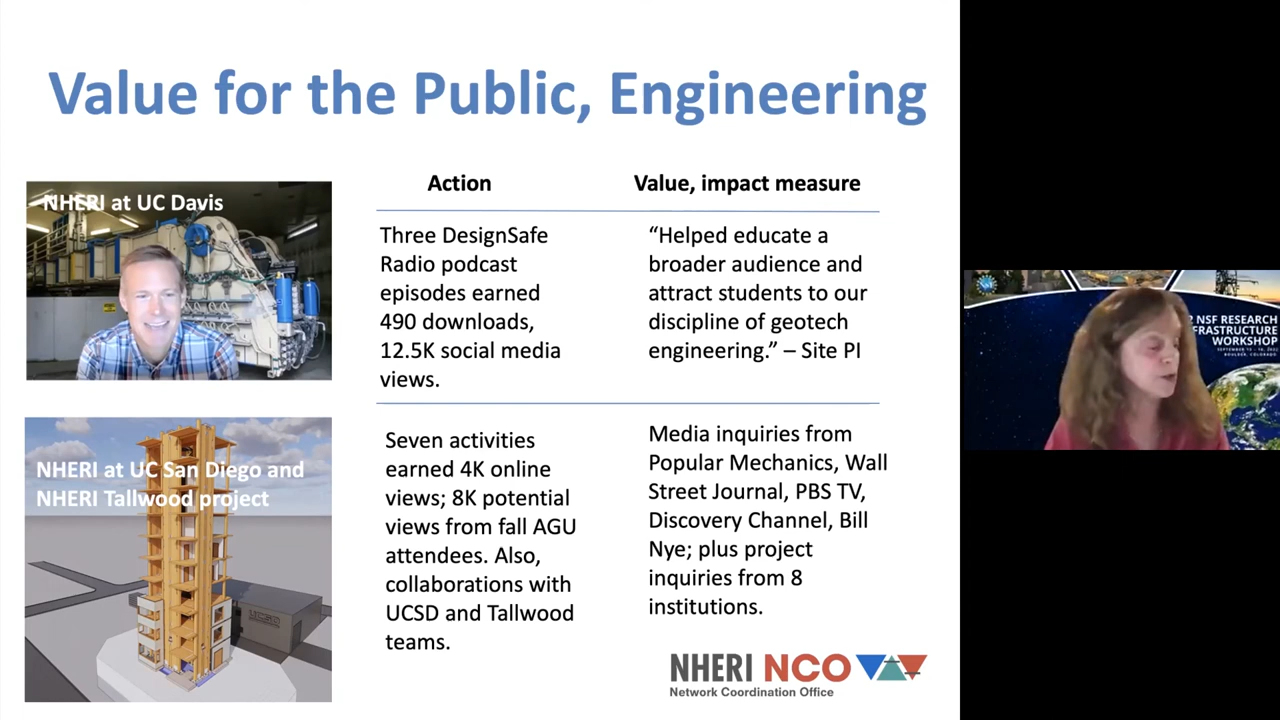 Value for the Public, Engineering
Action
Value, impact measure
NHERI at UC Davis
Three DesignSafe
Radio podcast
episodes earned
490 downloads,
12.5K social media
views.
“Helped educate a
broader audience and
attract students to our
discipline of geotech
engineering.” – Site PI
NHERI at UC San Diego and
NHERI Tallwood project
UCSD
Seven activities
earned 4K online
views; 8K potential
views from fall AGU
attendees. Also,
collaborations with
UCSD and Tallwood
teams.
Media inquiries from
Popular Mechanics, Wall
Street Journal, PBS TV,
Discovery Channel, Bill
Nye; plus project
inquiries from 8
institutions.
NHERI NCO
Network Coordination Office
NSF RESEARCH
WORKSHOP
BOULDER, COLORADO